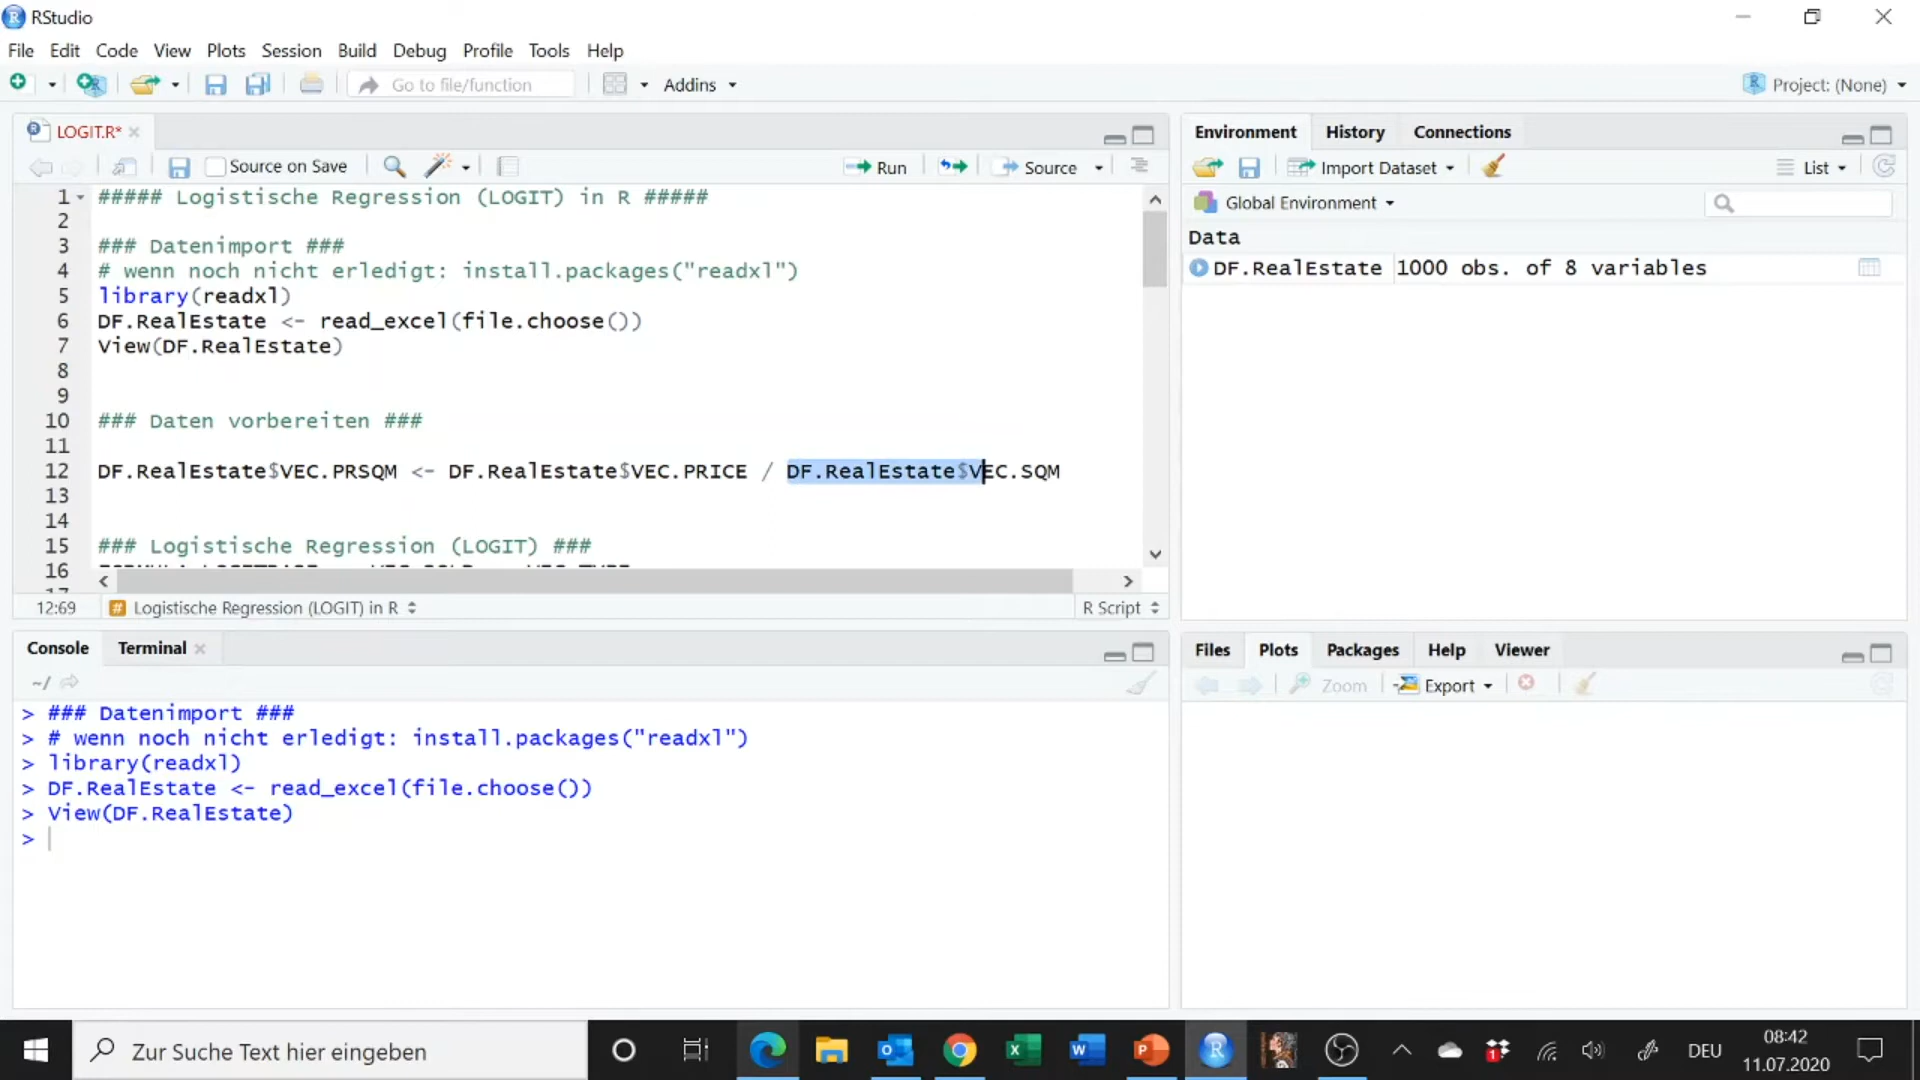 RStudio
File Edit Code View Plots Session Build Debug Profile Tools Help
Go to file/function Addins Project: (None)
LOGIT.R*
Source on Save Run Source
1 ##### Logistische Regression (LOGIT) in R #####
2
3 ### Datenimport ###
4 # wenn noch nicht erledigt: install.packages("readxl")
5 library(readxl)
6 DF.RealEstate <- read_excel(file.choose())
7 View(DF.RealEstate)
8
9
10 ### Daten vorbereiten ###
11
12 DF.RealEstate$VEC.PRSQM <- DF.RealEstate$VEC.PRICE / DF.RealEstate$VEC.SQM
13
14
15 ### Logistische Regression (LOGIT) ###
16
12:69 # Logistische Regression (LOGIT) in R R Script
Console Terminal
~/
> ### Datenimport ###
> # wenn noch nicht erledigt: install.packages("readxl")
> library(readxl)
> DF.RealEstate <- read_excel(file.choose())
> View(DF.RealEstate)
>
Environment History Connections
Import Dataset List
Global Environment
Data
DF.RealEstate 1000 obs. of 8 variables
Files Plots Packages Help Viewer
Zoom Export
Zur Suche Text hier eingeben
DEU
08:42
11.07.2020